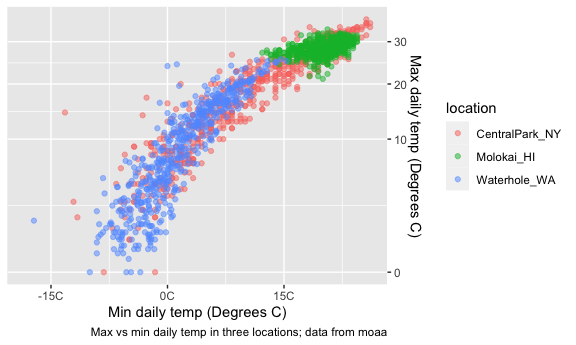 30
20
10
0
Max daily temp (Degrees C)
-15C 0C 15C
Min daily temp (Degrees C)
Max vs min daily temp in three locations; data from moaa
location
CentralPark_NY
Molokai_HI
Waterhole_WA